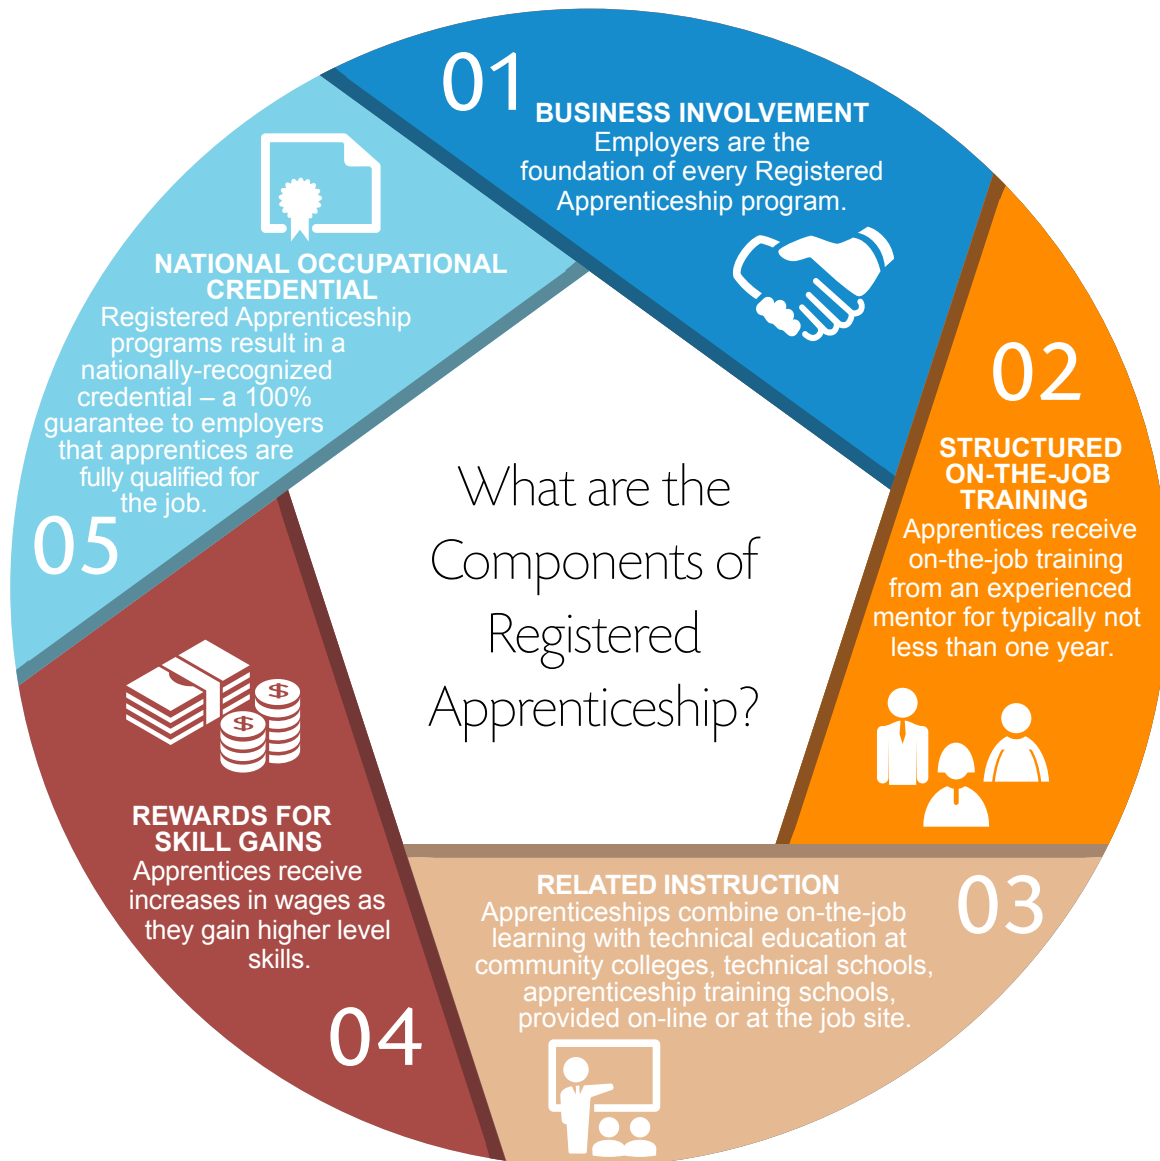 01
BUSINESS INVOLVEMENT
Employers are the
foundation of every Registered
Apprenticeship program.
02
STRUCTURED
ON-THE-JOB
TRAINING
Apprentices receive
on-the-job training
from an experienced
mentor for typically not
less than one year.
03
RELATED INSTRUCTION
Apprenticeships combine on-the-job
learning with technical education at
community colleges, technical schools,
apprenticeship training schools,
provided on-line or at the job site.
04
REWARDS FOR
SKILL GAINS
Apprentices receive
increases in wages as
they gain higher level
skills.
$
$
05
NATIONAL OCCUPATIONAL
CREDENTIAL
Registered Apprenticeship
programs result in a
nationally-recognized
credential – a 100%
guarantee to employers
that apprentices are
fully qualified for
the job.
What are the
Components of
Registered
Apprenticeship?